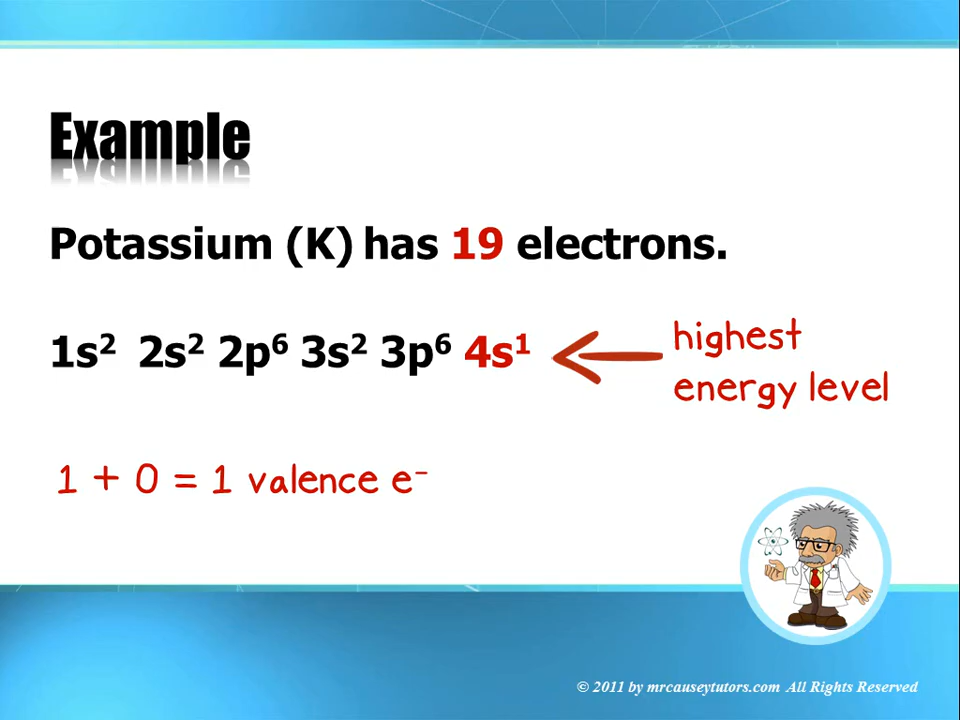 Example
Potassium (K) has 19 electrons.
1s² 2s² 2p⁶ 3s² 3p⁶ 4s¹
highest
energy level
1 + 0 = 1 valence e⁻
© 2011 by mrcauseytutors.com All Rights Reserved